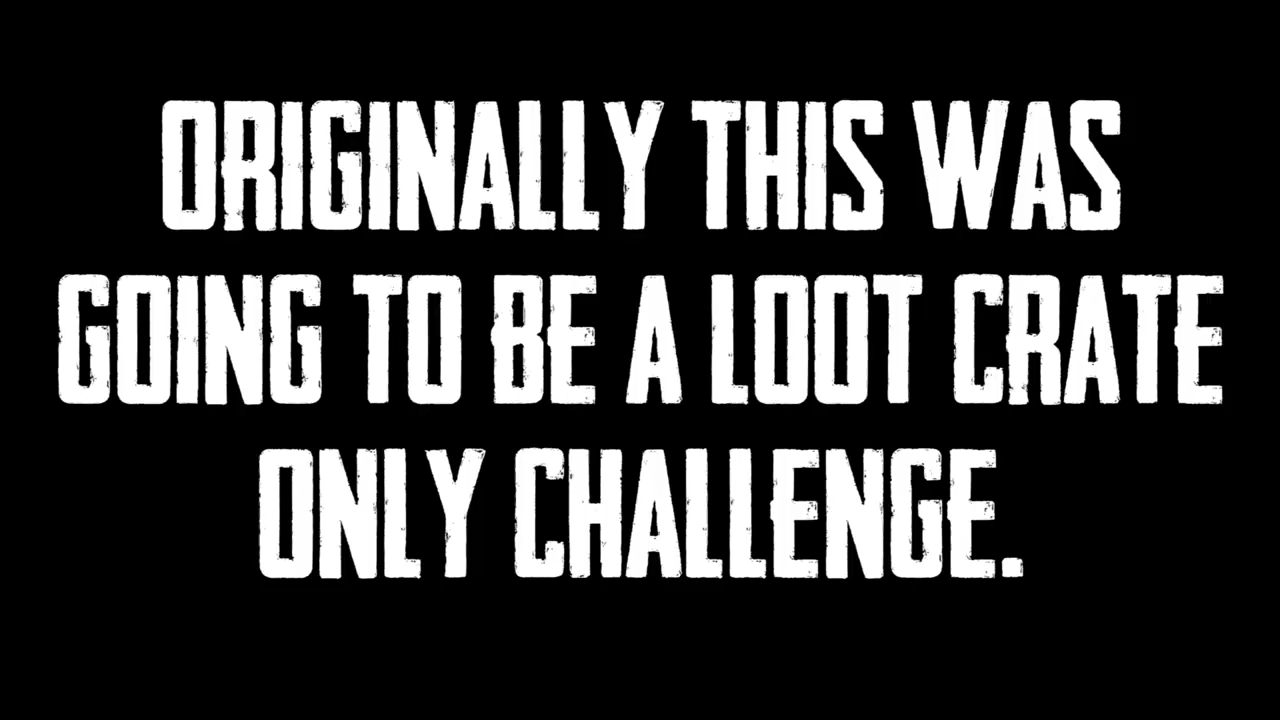 ORIGINALLY THIS WAS
GOING TO BE A LOOT CRATE
ONLY CHALLENGE.